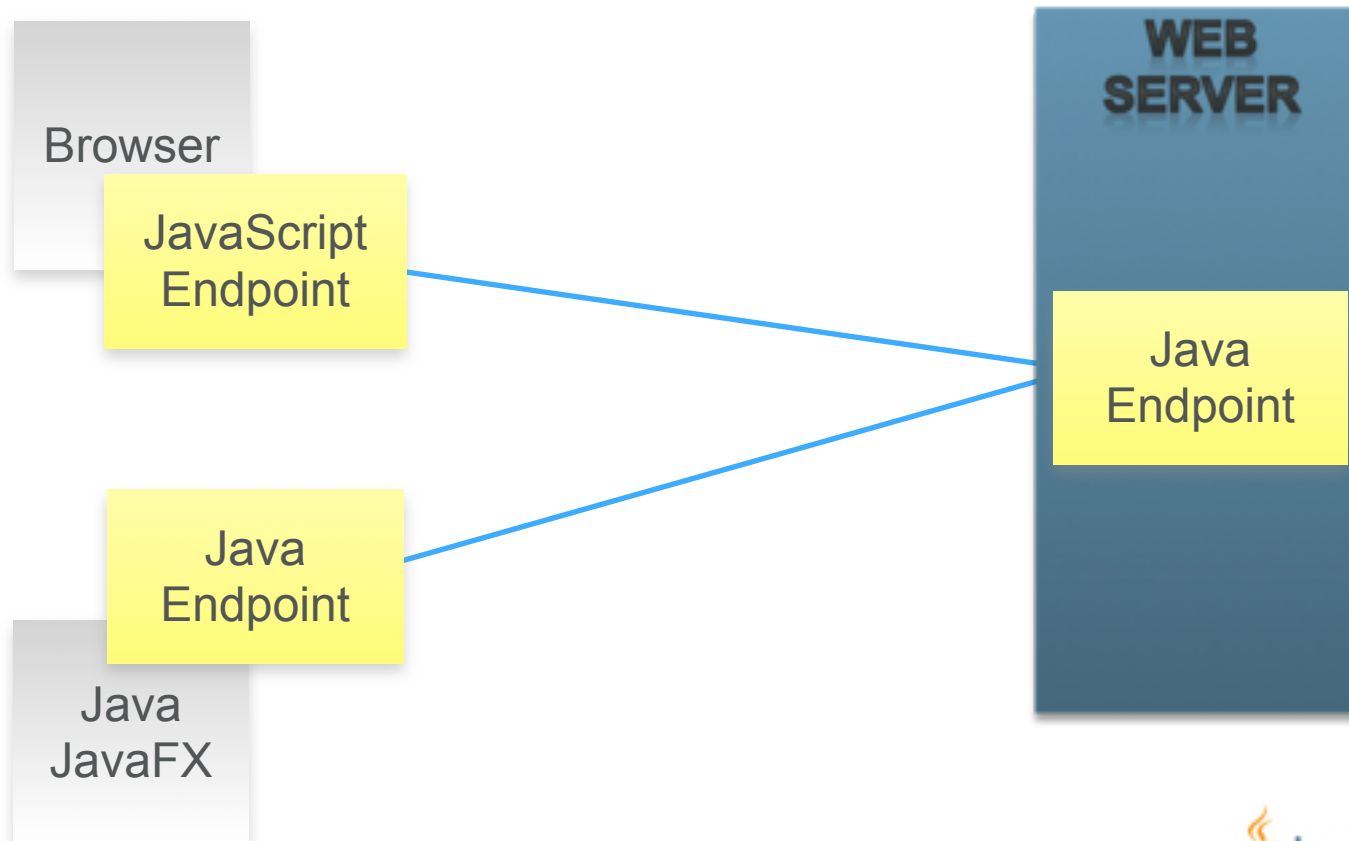 Browser
JavaScript
Endpoint
WEB
SERVER
Java
Endpoint
Java
Endpoint
Java
JavaFX